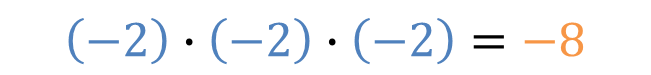 (−2) · (−2) · (−2) = −8